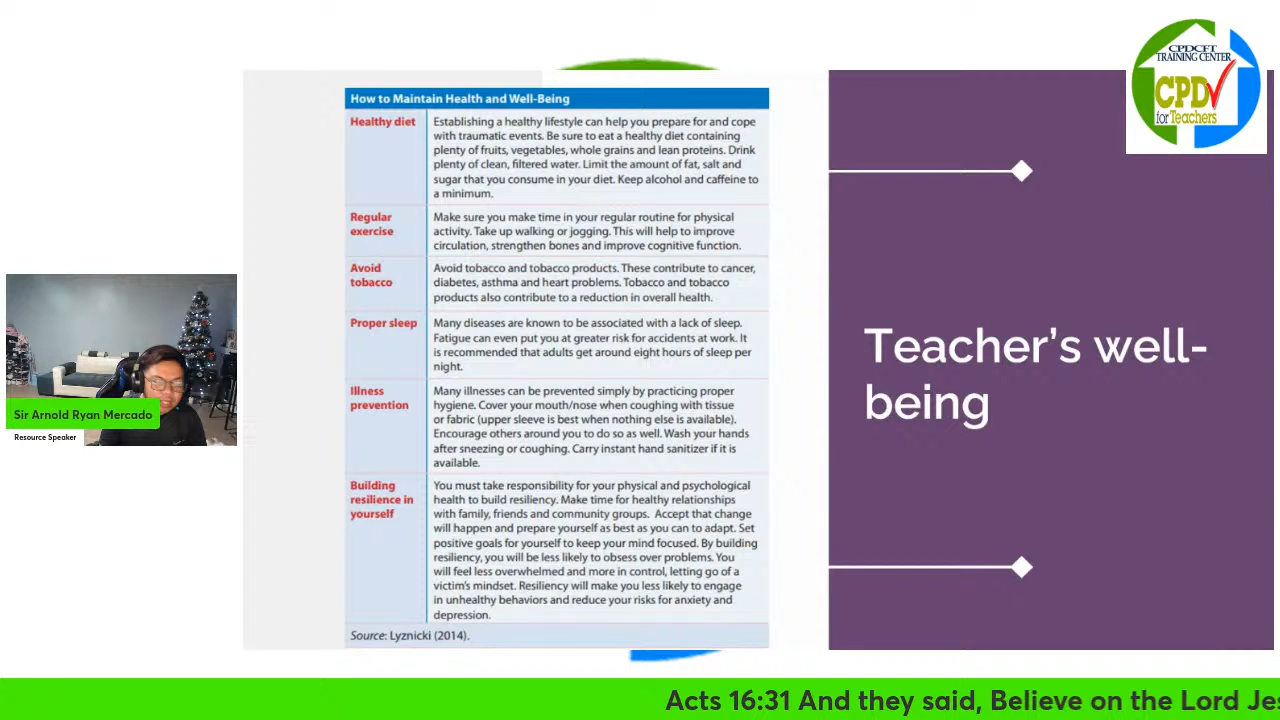 CPDCFT
TRAINING CENTER
CPD
for Teachers
How to Maintain Health and Well-Being
Healthy diet
Establishing a healthy lifestyle can help you prepare for and cope
with traumatic events. Be sure to eat a healthy diet containing
plenty of fruits, vegetables, whole grains and lean proteins. Drink
plenty of clean, filtered water. Limit the amount of fat, salt and
sugar that you consume in your diet. Keep alcohol and caffeine to
a minimum.
Regular
exercise
Make sure you make time in your regular routine for physical
activity. Take up walking or jogging. This will help to improve
circulation, strengthen bones and improve cognitive function.
Avoid
tobacco
Avoid tobacco and tobacco products. These contribute to cancer,
diabetes, asthma and heart problems. Tobacco and tobacco
products also contribute to a reduction in overall health.
Proper sleep
Many diseases are known to be associated with a lack of sleep.
Fatigue can even put you at greater risk for accidents at work. It
is recommended that adults get around eight hours of sleep per
night.
Illness
prevention
Many illnesses can be prevented simply by practicing proper
hygiene. Cover your mouth/nose when coughing with tissue
or fabric (upper sleeve is best when nothing else is available).
Encourage others around you to do so as well. Wash your hands
after sneezing or coughing. Carry instant hand sanitizer if it is
available.
Building
resilience in
yourself
You must take responsibility for your physical and psychological
health to build resiliency. Make time for healthy relationships
with family, friends and community groups. Accept that change
will happen and prepare yourself as best as you can to adapt. Set
positive goals for yourself to keep your mind focused. By building
resiliency, you will be less likely to obsess over problems. You
will feel less overwhelmed and more in control, letting go of a
victim's mindset. Resiliency will make you less likely to engage
in unhealthy behaviors and reduce your risks for anxiety and
depression.
Source: Lyznicki (2014).
Teacher's well-
being
Sir Arnold Ryan Mercado
Resource Speaker
Acts 16:31 And they said, Believe on the Lord Jes